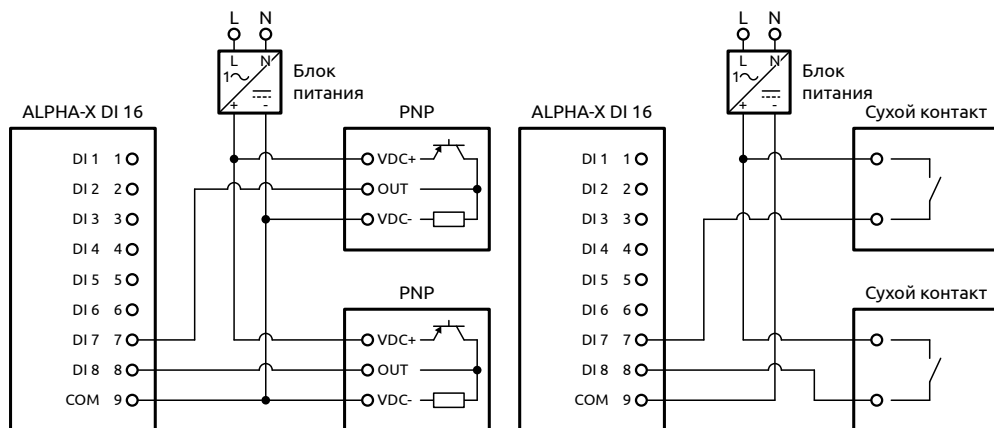 L N
L N
1~
+ -
Блок
питания
ALPHA-X DI 16
DI 1 1
DI 2 2
DI 3 3
DI 4 4
DI 5 5
DI 6 6
DI 7 7
DI 8 8
COM 9
PNP
VDC+
OUT
VDC-
PNP
VDC+
OUT
VDC-
L N
L N
1~
+ -
Блок
питания
ALPHA-X DI 16
DI 1 1
DI 2 2
DI 3 3
DI 4 4
DI 5 5
DI 6 6
DI 7 7
DI 8 8
COM 9
Сухой контакт
Сухой контакт